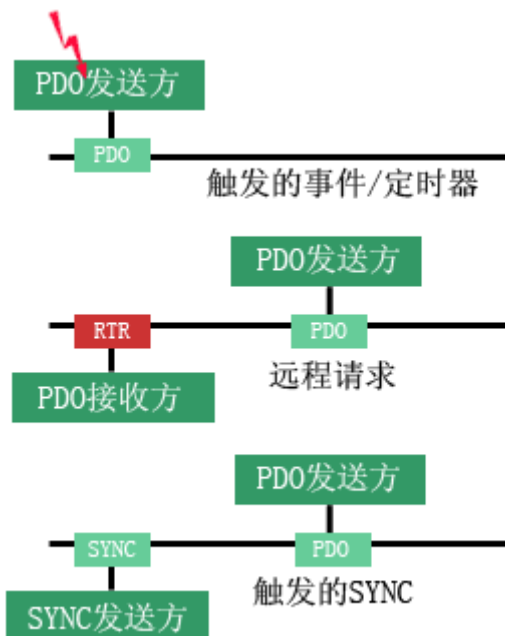 PDO发送方
PDO
触发的事件/定时器
PDO发送方
RTR
PDO
远程请求
PDO接收方
PDO发送方
SYNC
PDO
触发的SYNC
SYNC发送方